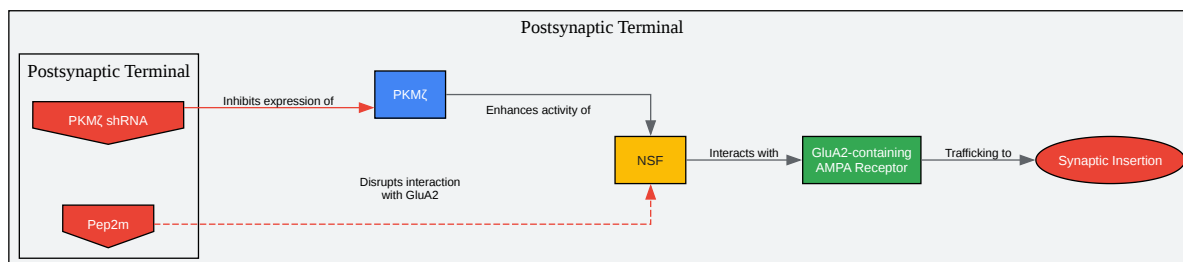 Postsynaptic Terminal
Postsynaptic Terminal
PKMζ shRNA
Inhibits expression of
PKMζ
Enhances activity of
NSF
Interacts with
GluA2-containing
AMPA Receptor
Trafficking to
Synaptic Insertion
Disrupts interaction
with GluA2
Pep2m